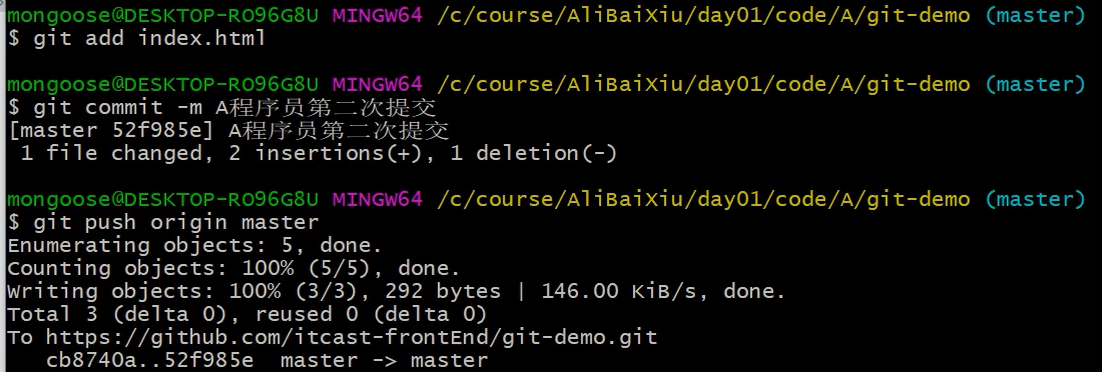 mongoose@DESKTOP-RO96G8U MINGW64 /c/course/AliBaiXiu/day01/code/A/git-demo (master)
$ git add index.html
mongoose@DESKTOP-RO96G8U MINGW64 /c/course/AliBaiXiu/day01/code/A/git-demo (master)
$ git commit -m A程序员第二次提交
[master 52f985e] A程序员第二次提交
 1 file changed, 2 insertions(+), 1 deletion(-)
mongoose@DESKTOP-RO96G8U MINGW64 /c/course/AliBaiXiu/day01/code/A/git-demo (master)
$ git push origin master
Enumerating objects: 5, done.
Counting objects: 100% (5/5), done.
Writing objects: 100% (3/3), 292 bytes | 146.00 KiB/s, done.
Total 3 (delta 0), reused 0 (delta 0)
To https://github.com/itcast-frontEnd/git-demo.git
   cb8740a..52f985e  master -> master